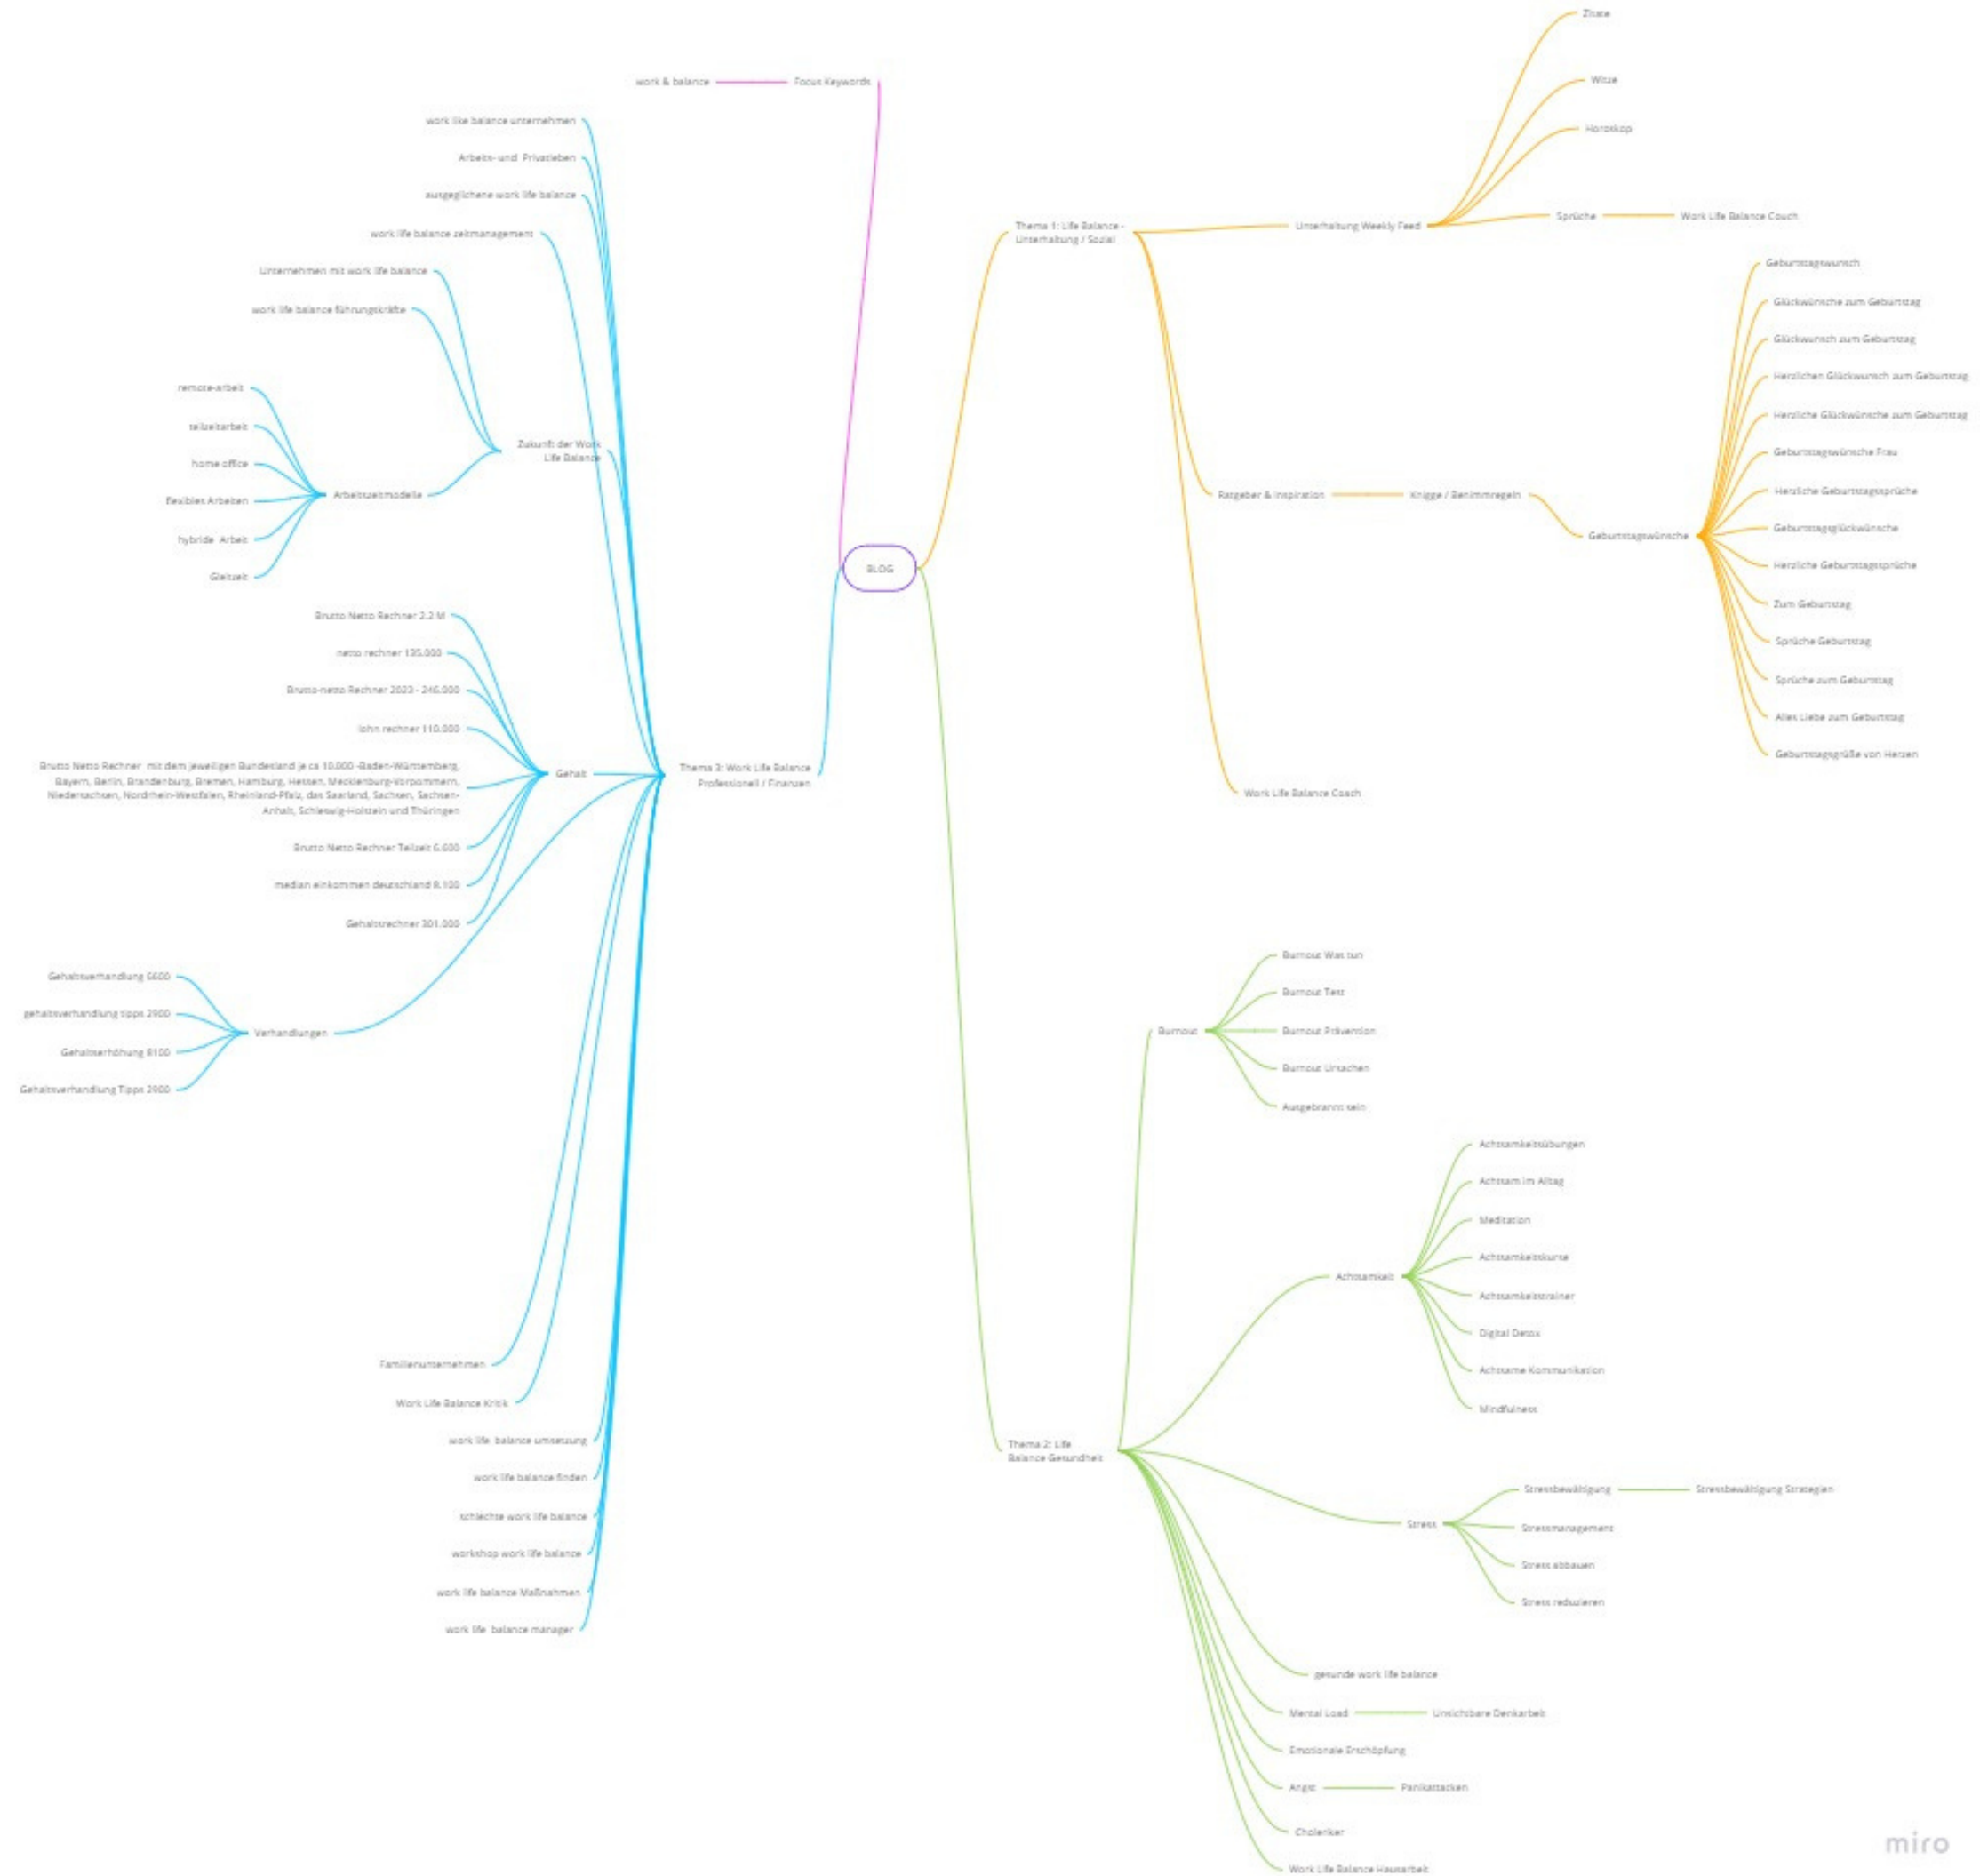 BLOG
Focus Keywords
work & balance
Thema 1: Life Balance -
Unterhaltung / Sozial
Unterhaltung Weekly Feed
Zitate
Witze
Horoskop
Sprüche
Work Life Balance Couch
Ratgeber & Inspiration
Knigge / Benimmregeln
Geburtstagswünsche
Geburtstagswunsch
Glückwünsche zum Geburtstag
Glückwunsch zum Geburtstag
Herzlichen Glückwunsch zum Geburtstag
Herzliche Glückwünsche zum Geburtstag
Geburtstagswünsche Frau
Herzliche Geburtstagssprüche
Geburtstagsglückwünsche
Herzliche Geburtstagssprüche
Zum Geburtstag
Sprüche Geburtstag
Sprüche zum Geburtstag
Alles Liebe zum Geburtstag
Geburtstagsgrüße von Herzen
Work Life Balance Coach
Thema 2: Life
Balance Gesundheit
Burnout
Burnout Was tun
Burnout Test
Burnout Prävention
Burnout Ursachen
Ausgebrannt sein
Achtsamkeit
Achtsamkeitsübungen
Achtsam im Alltag
Meditation
Achtsamkeitskurse
Achtsamkeitstrainer
Digital Detox
Achtsame Kommunikation
Mindfulness
Stress
Stressbewältigung
Stressbewältigung Strategien
Stressmanagement
Stress abbauen
Stress reduzieren
gesunde work life balance
Mental Load
Unsichtbare Denkarbeit
Emotionale Erschöpfung
Angst
Panikattacken
Choleriker
Work Life Balance Hausarbeit
Thema 3: Work Life Balance
Professionell / Finanzen
work like balance unternehmen
Arbeits- und Privatleben
ausgeglichene work life balance
work life balance zeitmanagement
Zukunft der Work
Life Balance
Unternehmen mit work life balance
work life balance führungskräfte
Arbeitszeitmodelle
remote-arbeit
teilzeitarbeit
home office
flexibles Arbeiten
hybride Arbeit
Gleitzeit
Gehalt
Brutto Netto Rechner 2.2 M
netto rechner 135.000
Brutto-netto Rechner 2023 - 246.000
lohn rechner 110.000
Brutto Netto Rechner mit dem jeweiligen Bundesland je ca 10.000 -Baden-Württemberg,
Bayern, Berlin, Brandenburg, Bremen, Hamburg, Hessen, Mecklenburg-Vorpommern,
Niedersachsen, Nordrhein-Westfalen, Rheinland-Pfalz, das Saarland, Sachsen, Sachsen-
Anhalt, Schleswig-Holstein und Thüringen
Brutto Netto Rechner Teilzeit 6.600
median einkommen deutschland 8.100
Gehaltsrechner 301.000
Verhandlungen
Gehaltsverhandlung 6600
gehaltsverhandlung tipps 2900
Gehaltserhöhung 8100
Gehaltsverhandlung Tipps 2900
Familienunternehmen
Work Life Balance Kritik
work life balance umsetzung
work life balance finden
schlechte work life balance
workshop work life balance
work life balance Maßnahmen
work life balance manager
miro